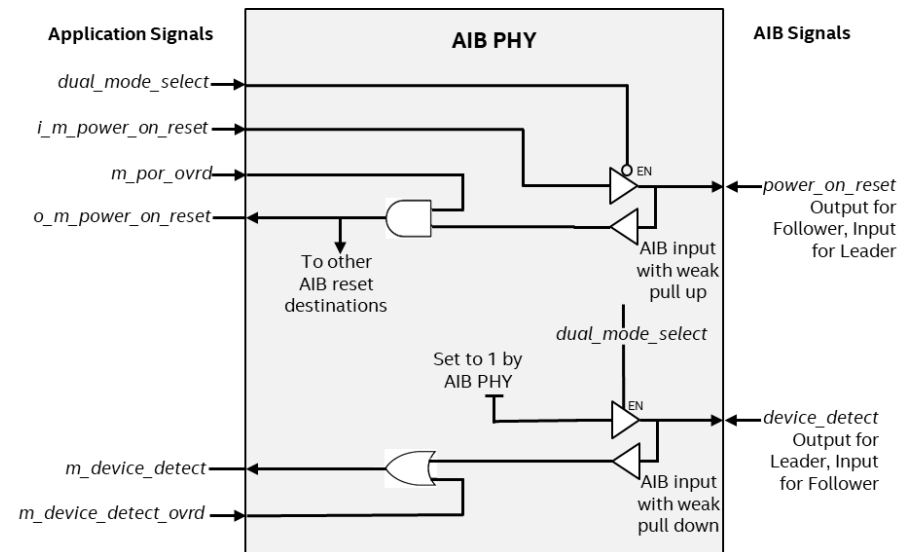 Application Signals
AIB PHY
AIB Signals
dual_mode_select
i_m_power_on_reset
EN
m_por_ovrd
power_on_reset
Output for
Follower, Input
for Leader
o_m_power_on_reset
To other
AIB reset
destinations
AIB input
with weak
pull up
dual_mode_select
Set to 1 by
AIB PHY
EN
device_detect
Output for
Leader, Input
for Follower
m_device_detect
AIB input
with weak
pull down
m_device_detect_ovrd